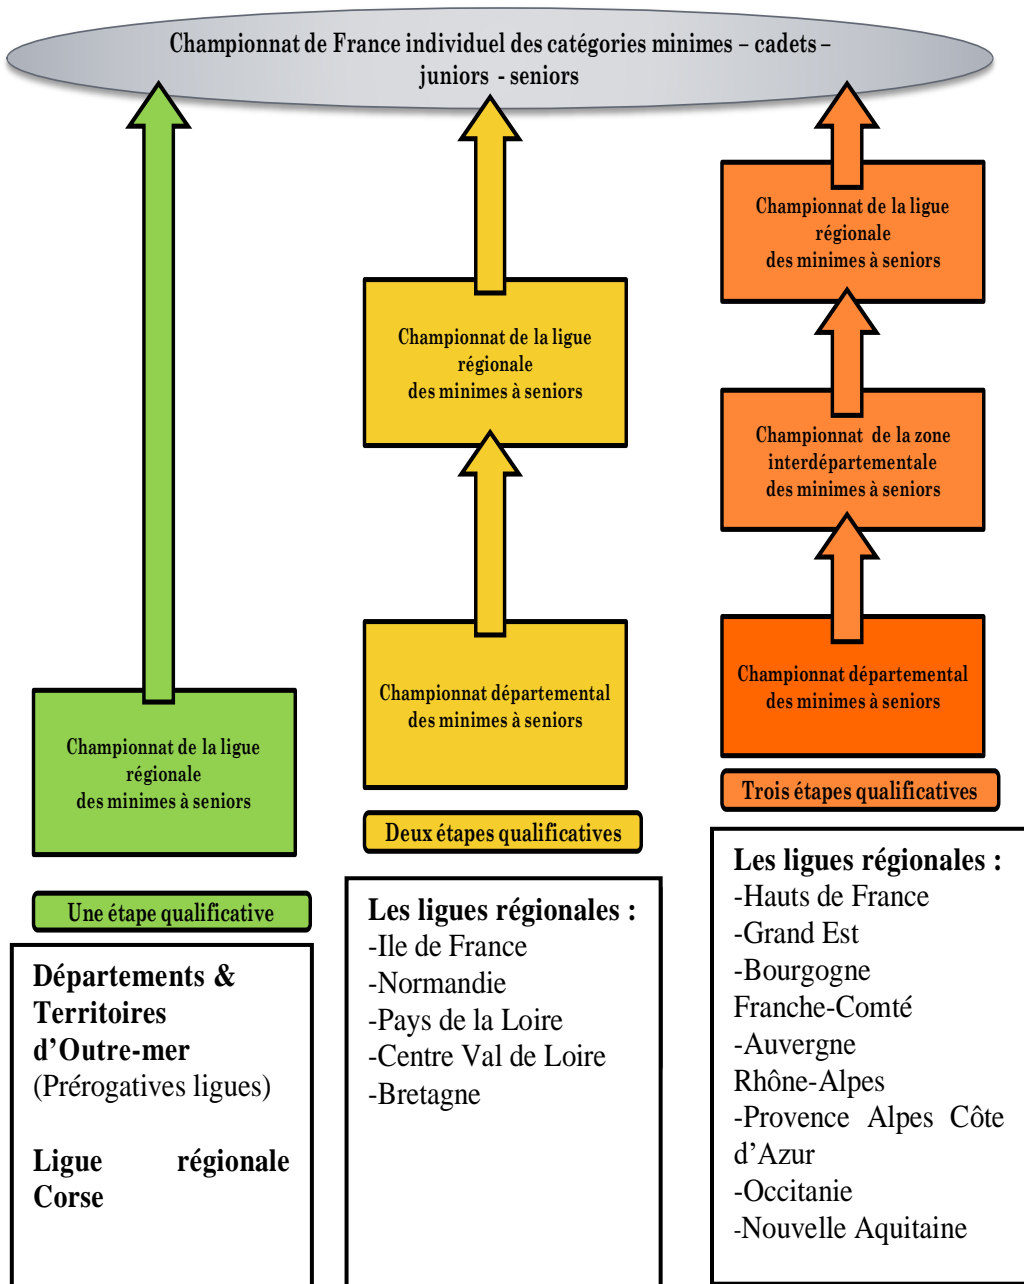 Championnat de France individuel des catégories minimes – cadets –
juniors - seniors
Championnat de la ligue
régionale
des minimes à seniors
Une étape qualificative
Départements &
Territoires
d’Outre-mer
(Prérogatives ligues)
Ligue régionale
Corse
Championnat de la ligue
régionale
des minimes à seniors
Championnat départemental
des minimes à seniors
Deux étapes qualificatives
Les ligues régionales :
-Ile de France
-Normandie
-Pays de la Loire
-Centre Val de Loire
-Bretagne
Championnat de la ligue
régionale
des minimes à seniors
Championnat de la zone
interdépartementale
des minimes à seniors
Championnat départemental
des minimes à seniors
Trois étapes qualificatives
Les ligues régionales :
-Hauts de France
-Grand Est
-Bourgogne
Franche-Comté
-Auvergne
Rhône-Alpes
-Provence Alpes Côte
d’Azur
-Occitanie
-Nouvelle Aquitaine